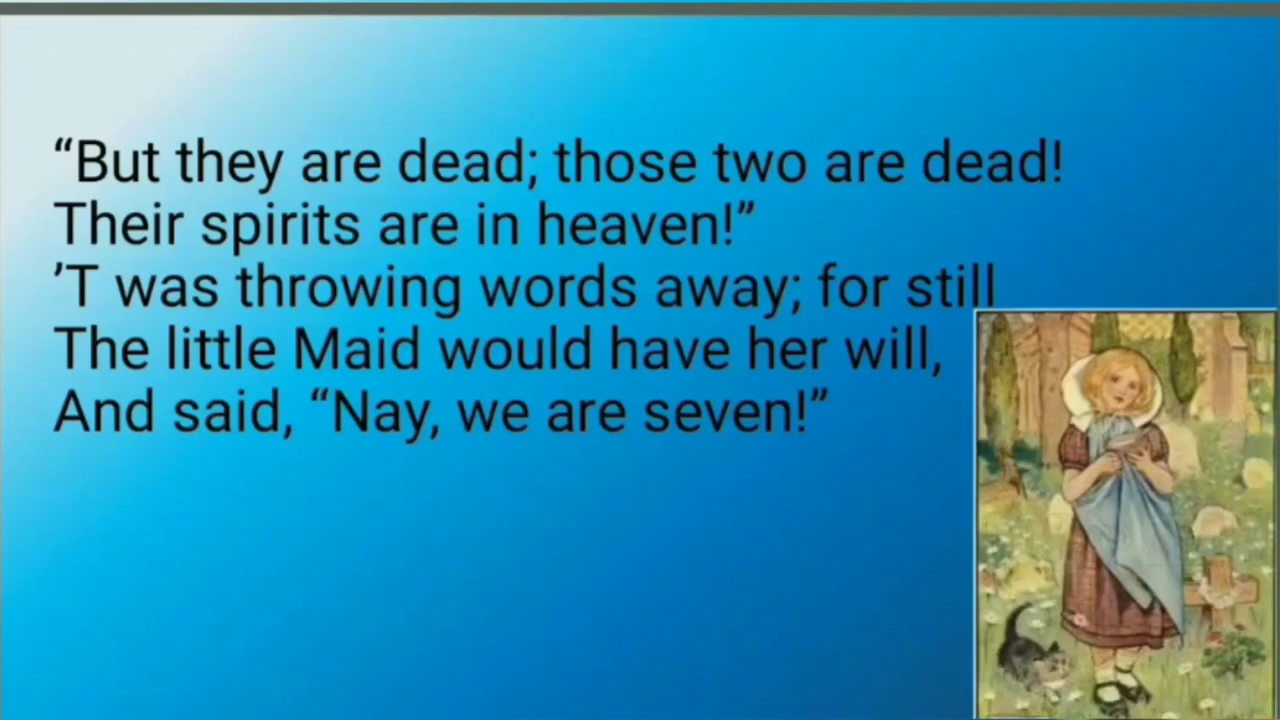 “But they are dead; those two are dead!
Their spirits are in heaven!”
’T was throwing words away; for still
The little Maid would have her will,
And said, “Nay, we are seven!”